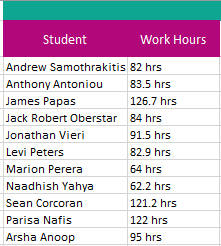 Student Work Hours
Andrew Samothrakitis 82 hrs
Anthony Antoniou 83.5 hrs
James Papas 126.7 hrs
Jack Robert Oberstar 84 hrs
Jonathan Vieri 91.5 hrs
Levi Peters 82.9 hrs
Marion Perera 64 hrs
Naadhish Yahya 62.2 hrs
Sean Corcoran 121.2 hrs
Parisa Nafis 122 hrs
Arsha Anoop 95 hrs